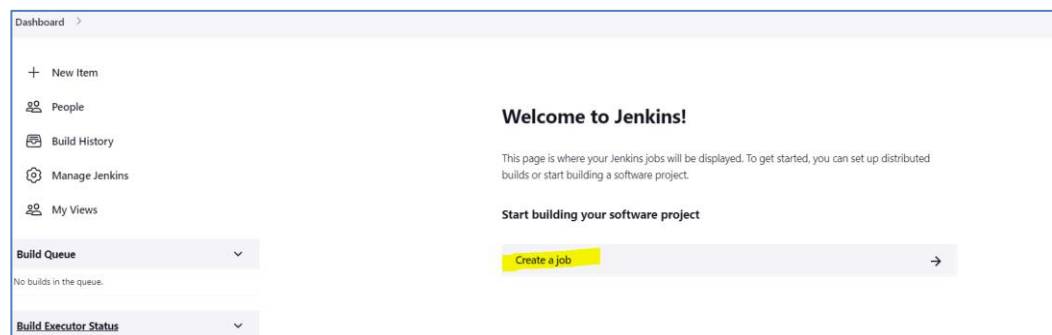 Dashboard
New Item
People
Build History
Manage Jenkins
My Views
Build Queue
No builds in the queue.
Build Executor Status
Welcome to Jenkins!
This page is where your Jenkins jobs will be displayed. To get started, you can set up distributed
builds or start building a software project.
Start building your software project
Create a job